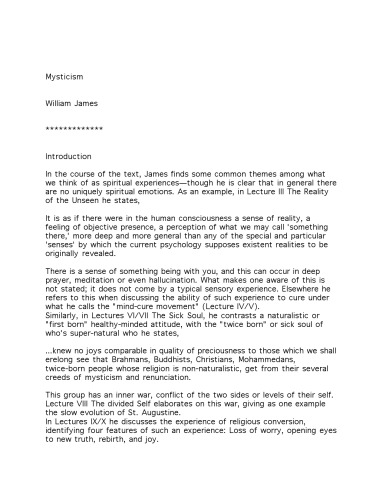 Mysticism
William James
*************
Introduction
In the course of the text, James finds some common themes among what
we think of as spiritual experiences—though he is clear that in general there
are no uniquely spiritual emotions. As an example, in Lecture III The Reality
of the Unseen he states,
It is as if there were in the human consciousness a sense of reality, a
feeling of objective presence, a perception of what we may call 'something
there,' more deep and more general than any of the special and particular
'senses' by which the current psychology supposes existent realities to be
originally revealed.
There is a sense of something being with you, and this can occur in deep
prayer, meditation or even hallucination. What makes one aware of this is
not stated; it does not come by a typical sensory experience. Elsewhere he
refers to this when discussing the ability of such experience to cure under
what he calls the "mind-cure movement" (Lecture IV/V).
Similarly, in Lectures VI/VII The Sick Soul, he contrasts a naturalistic or
"first born" healthy-minded attitude, with the "twice born" or sick soul of
who's super-natural who he states,
...knew no joys comparable in quality of preciousness to those which we shall
erelong see that Brahmans, Buddhists, Christians, Mohammedans,
twice-born people whose religion is non-naturalistic, get from their several
creeds of mysticism and renunciation.
This group has an inner war, conflict of the two sides or levels of their self.
Lecture VIII The divided Self elaborates on this war, giving as one example
the slow evolution of St. Augustine.
In Lectures IX/X he discusses the experience of religious conversion,
identifying four features of such an experience: Loss of worry, opening eyes
to new truth, rebirth, and joy.